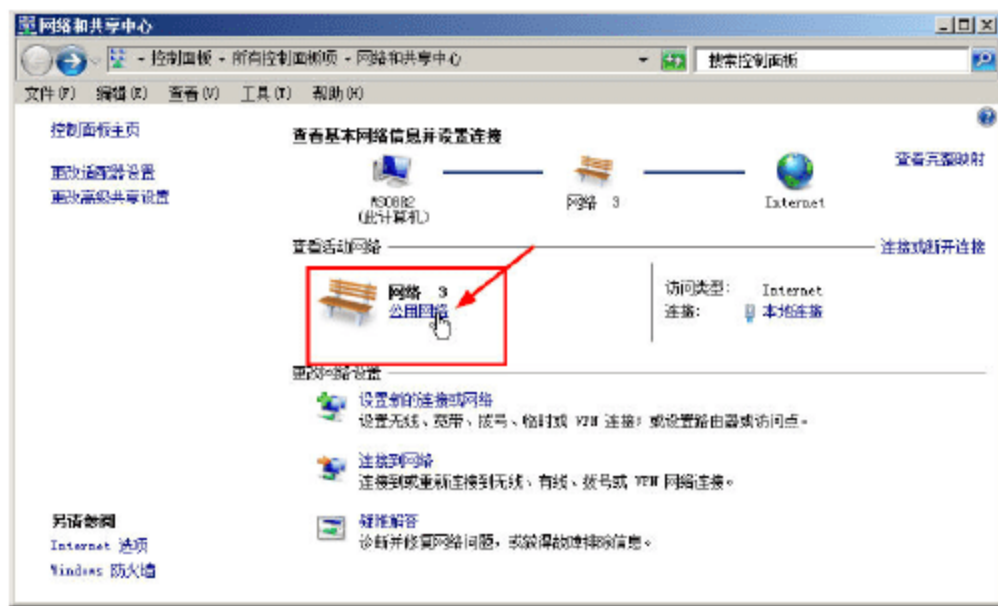 网络和共享中心
控制面板 - 所有控制面板项 - 网络和共享中心
搜索控制面板
文件(F) 编辑(E) 查看(V) 工具(T) 帮助(H)
控制面板主页
更改适配器设置
更改高级共享设置
查看基本网络信息并设置连接
查看完整映射
(此计算机)
网络 3
Internet
查看活动网络
连接或断开连接
网络 3
公用网络
访问类型: Internet
连接: 本地连接
更改网络设置
设置新的连接或网络
设置无线、宽带、拨号、临时或 VPN 连接；或设置路由器或访问点。
连接到网络
连接到或重新连接到无线、有线、拨号或 VPN 网络连接。
疑难解答
诊断并修复网络问题，或获得故障排除信息。
另请参阅
Internet 选项
Windows 防火墙